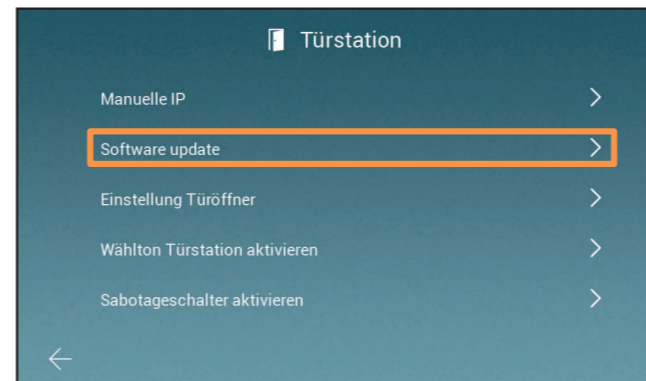 Türstation
Manuelle IP
Software update
Einstellung Türöffner
Wählton Türstation aktivieren
Sabotageschalter aktivieren